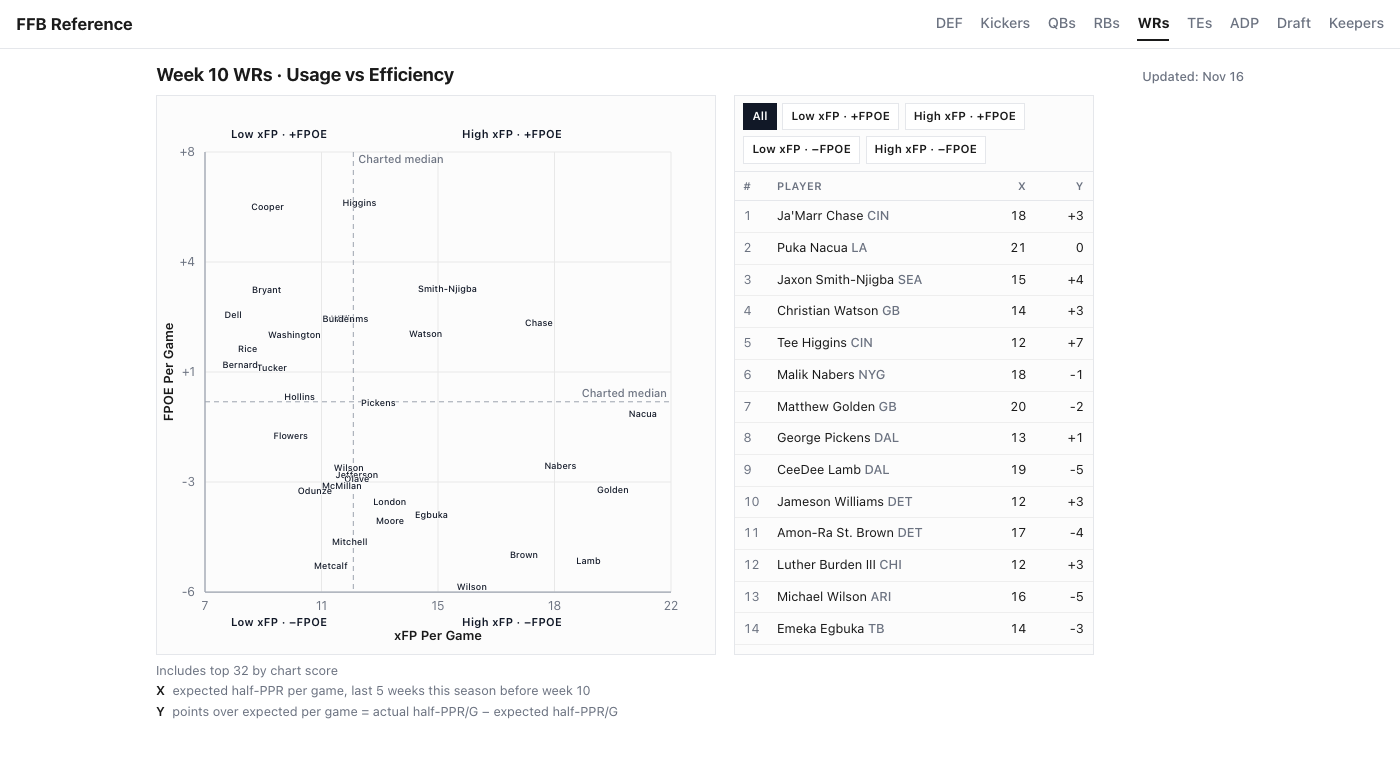 FFB Reference
DEF Kickers QBs RBs WRs TEs ADP Draft Keepers
Week 10 WRs · Usage vs Efficiency
Updated: Nov 16
Low xFP · +FPOE High xFP · +FPOE
+8
Charted median
Higgins
Cooper
+4
Bryant
Smith-Njigba
Dell
Burden
Chase
Washington
Watson
Rice
Bernard
Tucker
+1
Charted median
Hollins
Pickens
Nacua
Flowers
Wilson
Nabers
Jefferson
Olave
-3
McMillan
Odunze
Golden
London
Egbuka
Moore
Mitchell
Brown
Lamb
Metcalf
Wilson
-6
7 11 15 18 22
Low xFP · −FPOE High xFP · −FPOE
xFP Per Game
FPOE Per Game
All Low xFP · +FPOE High xFP · +FPOE
Low xFP · −FPOE High xFP · −FPOE
# PLAYER X Y
1 Ja'Marr Chase CIN 18 +3
2 Puka Nacua LA 21 0
3 Jaxon Smith-Njigba SEA 15 +4
4 Christian Watson GB 14 +3
5 Tee Higgins CIN 12 +7
6 Malik Nabers NYG 18 -1
7 Matthew Golden GB 20 -2
8 George Pickens DAL 13 +1
9 CeeDee Lamb DAL 19 -5
10 Jameson Williams DET 12 +3
11 Amon-Ra St. Brown DET 17 -4
12 Luther Burden III CHI 12 +3
13 Michael Wilson ARI 16 -5
14 Emeka Egbuka TB 14 -3
Includes top 32 by chart score
X expected half-PPR per game, last 5 weeks this season before week 10
Y points over expected per game = actual half-PPR/G − expected half-PPR/G